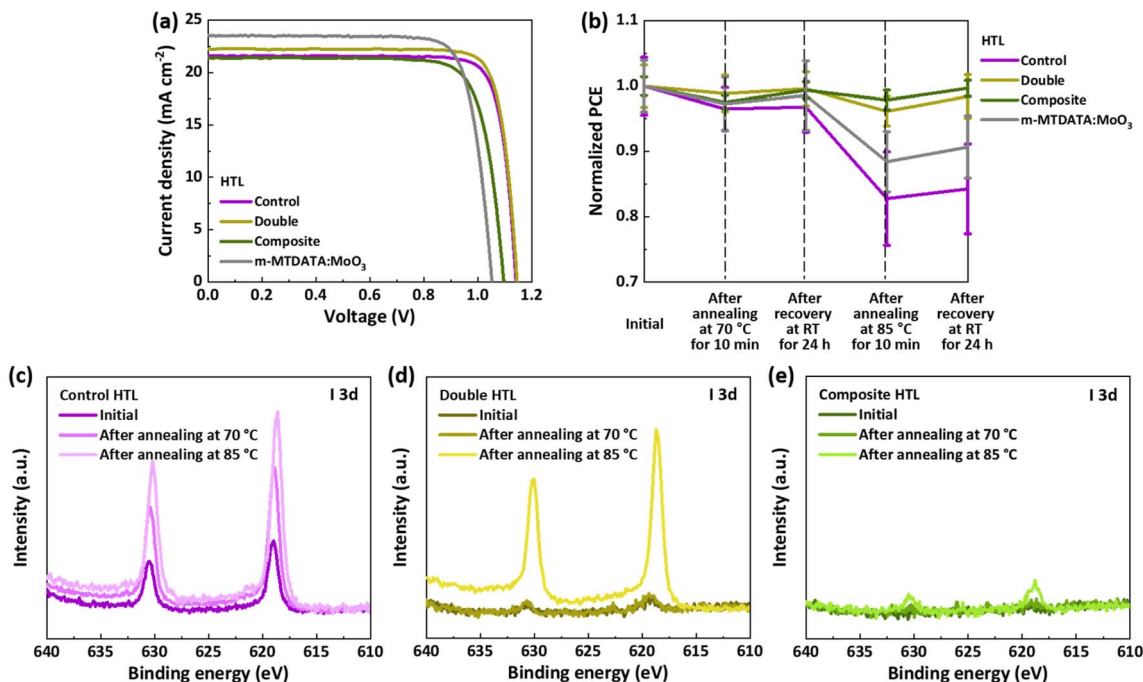 (a)
25
20
15
10
5
0
Current density (mA cm⁻²)
HTL
Control
Double
Composite
m-MTDATA:MoO₃
0.0 0.2 0.4 0.6 0.8 1.0 1.2
Voltage (V)
(b)
1.1
1.0
0.9
0.8
0.7
Normalized PCE
HTL
Control
Double
Composite
m-MTDATA:MoO₃
Initial
After
annealing
at 70 °C
for 10 min
After
recovery
at RT
for 24 h
After
annealing
at 85 °C
for 10 min
After
recovery
at RT
for 24 h
(c)
Control HTL
I 3d
Initial
After annealing at 70 °C
After annealing at 85 °C
Intensity (a.u.)
640 635 630 625 620 615 610
Binding energy (eV)
(d)
Double HTL
I 3d
Initial
After annealing at 70 °C
After annealing at 85 °C
Intensity (a.u.)
640 635 630 625 620 615 610
Binding energy (eV)
(e)
Composite HTL
I 3d
Initial
After annealing at 70 °C
After annealing at 85 °C
Intensity (a.u.)
640 635 630 625 620 615 610
Binding energy (eV)